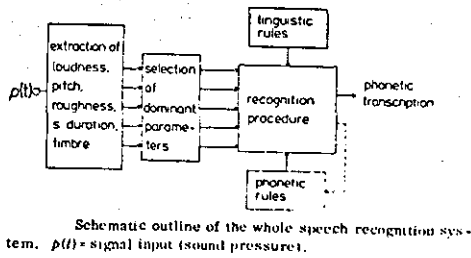 linguistic
rules
extraction of
loudness,
pitch,
roughness,
s. duration,
timbre
p(t)
selection
of
dominant
parame-
ters
recognition
procedure
phonetic
transcription
phonetic
rules
Schematic outline of the whole speech recognition sys-
tem. p(t) = signal input (sound pressure).